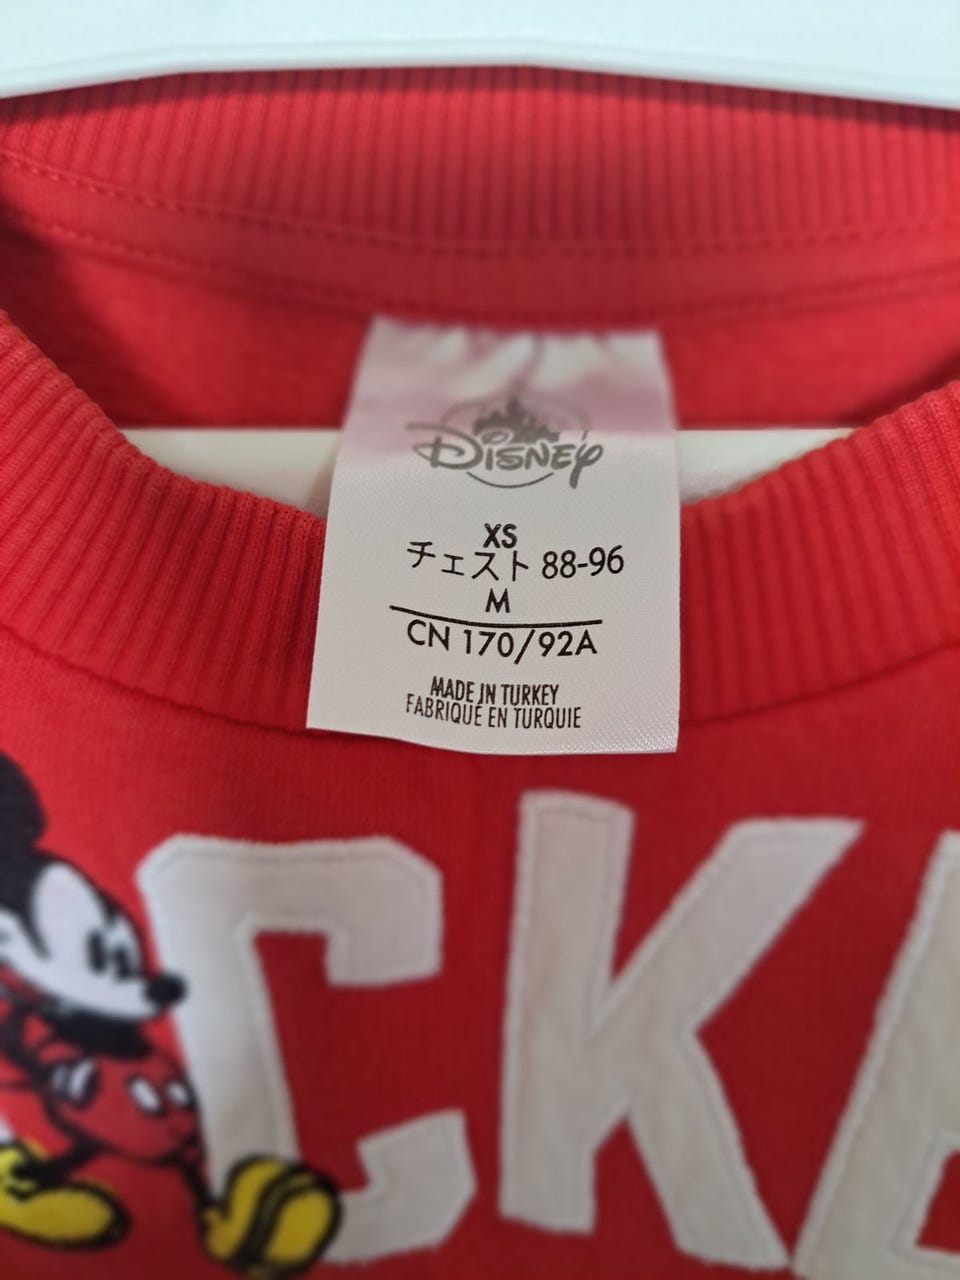 Disney
XS
チェスト 88-96
M
CN 170/92A
MADE IN TURKEY
FABRIQUÉ EN TURQUIE
CKE